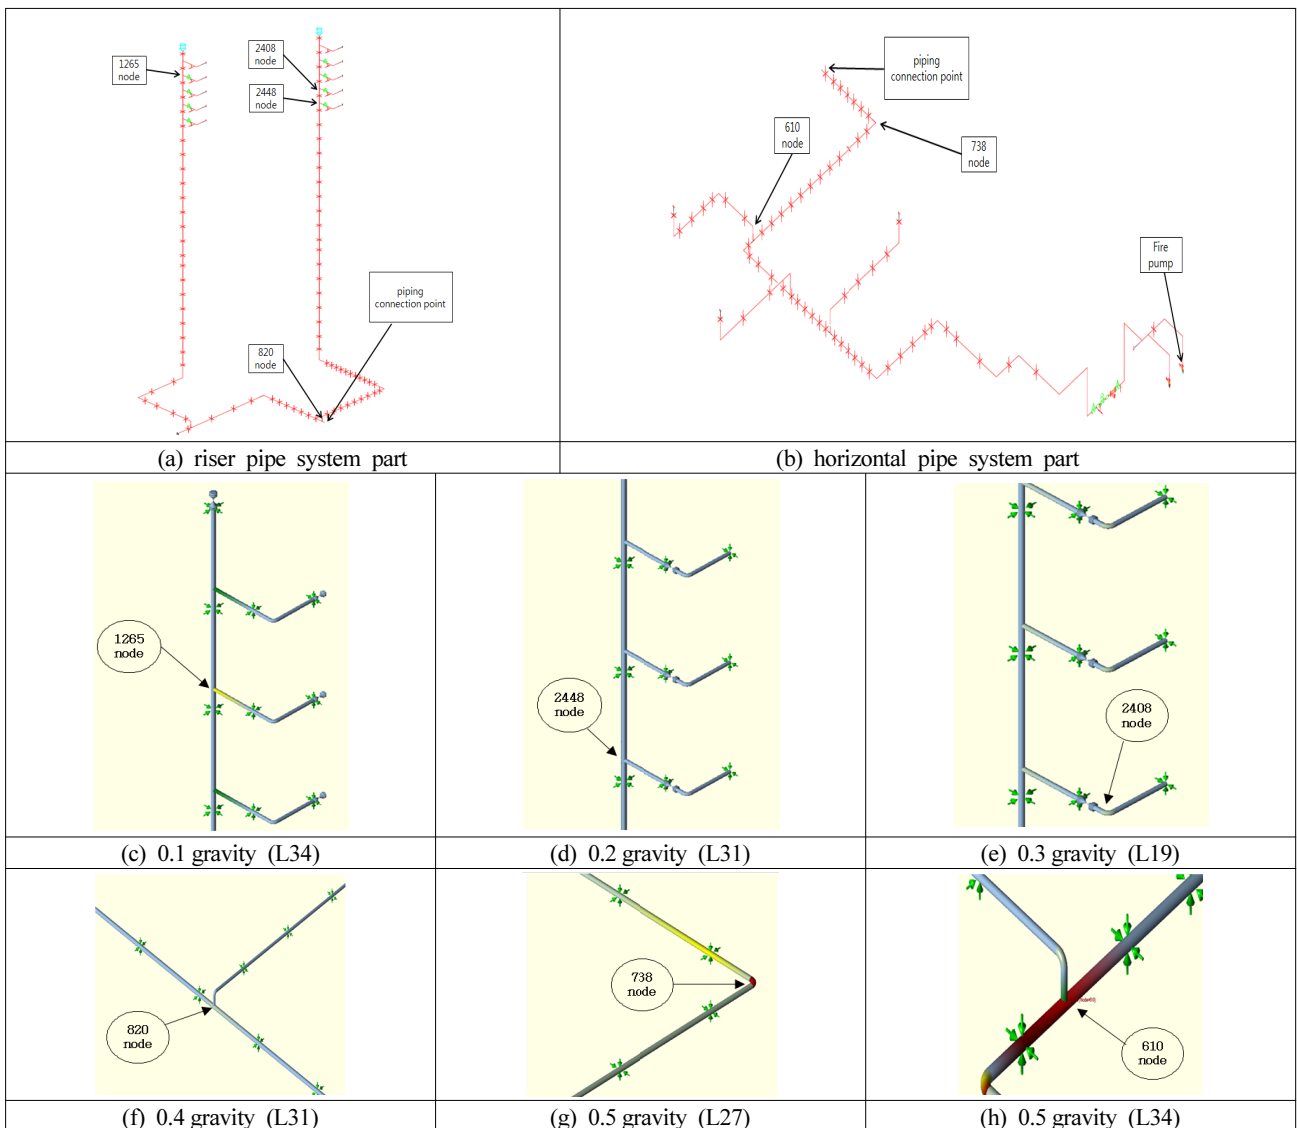 1265
node
2408
node
2448
node
piping
connection point
820
node
piping
connection point
610
node
738
node
Fire
pump
(a) riser pipe system part
(b) horizontal pipe system part
1265
node
2448
node
2408
node
(c) 0.1 gravity (L34)
(d) 0.2 gravity (L31)
(e) 0.3 gravity (L19)
820
node
738
node
610
node
(f) 0.4 gravity (L31)
(g) 0.5 gravity (L27)
(h) 0.5 gravity (L34)